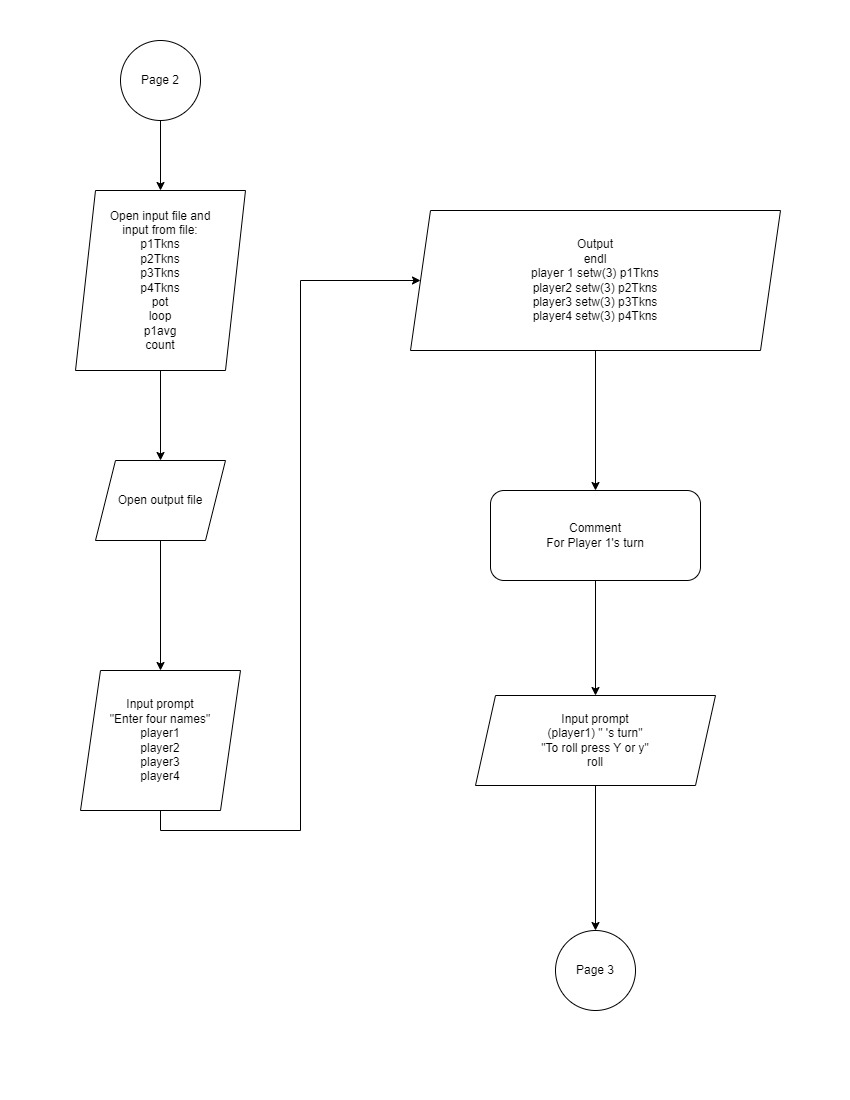 Page 2
Open input file and
input from file:
p1Tkns
p2Tkns
p3Tkns
p4Tkns
pot
loop
p1avg
count
Open output file
Input prompt
"Enter four names"
player1
player2
player3
player4
Output
endl
player 1 setw(3) p1Tkns
player2 setw(3) p2Tkns
player3 setw(3) p3Tkns
player4 setw(3) p4Tkns
Comment
For Player 1's turn
Input prompt
(player1) " 's turn"
"To roll press Y or y"
roll
Page 3